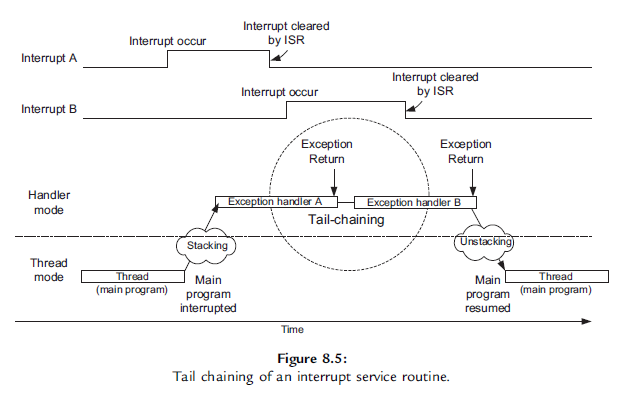 Interrupt cleared
by ISR
Interrupt occur
Interrupt A
Interrupt cleared
by ISR
Interrupt occur
Interrupt B
Exception
Return
Exception
Return
Handler
mode
Exception handler A
Exception handler B
Tail-chaining
Stacking
Unstacking
Thread
mode
Thread
(main program)
Main
program
interrupted
Main
program
resumed
Thread
(main program)
Time
Figure 8.5:
Tail chaining of an interrupt service routine.